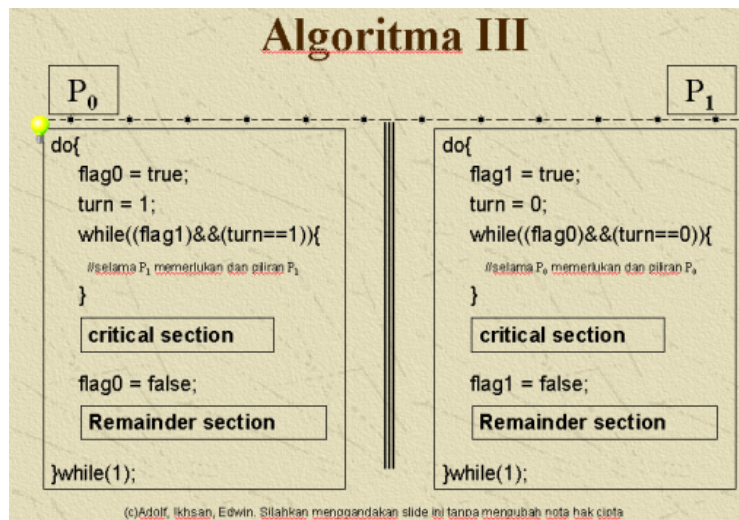 Algoritma III
P0
do{
flag0 = true;
turn = 1;
while((flag1)&&(turn==1)){
//selama P1 memerlukan dan piliran P1
}
critical section
flag0 = false;
Remainder section
}while(1);
P1
do{
flag1 = true;
turn = 0;
while((flag0)&&(turn==0)){
//selama P0 memerlukan dan piliran P0
}
critical section
flag1 = false;
Remainder section
}while(1);
(c)Adolf, Ikhsan, Edwin. Silahkan menggandakan slide ini tanpa mengubah nota hak cipta